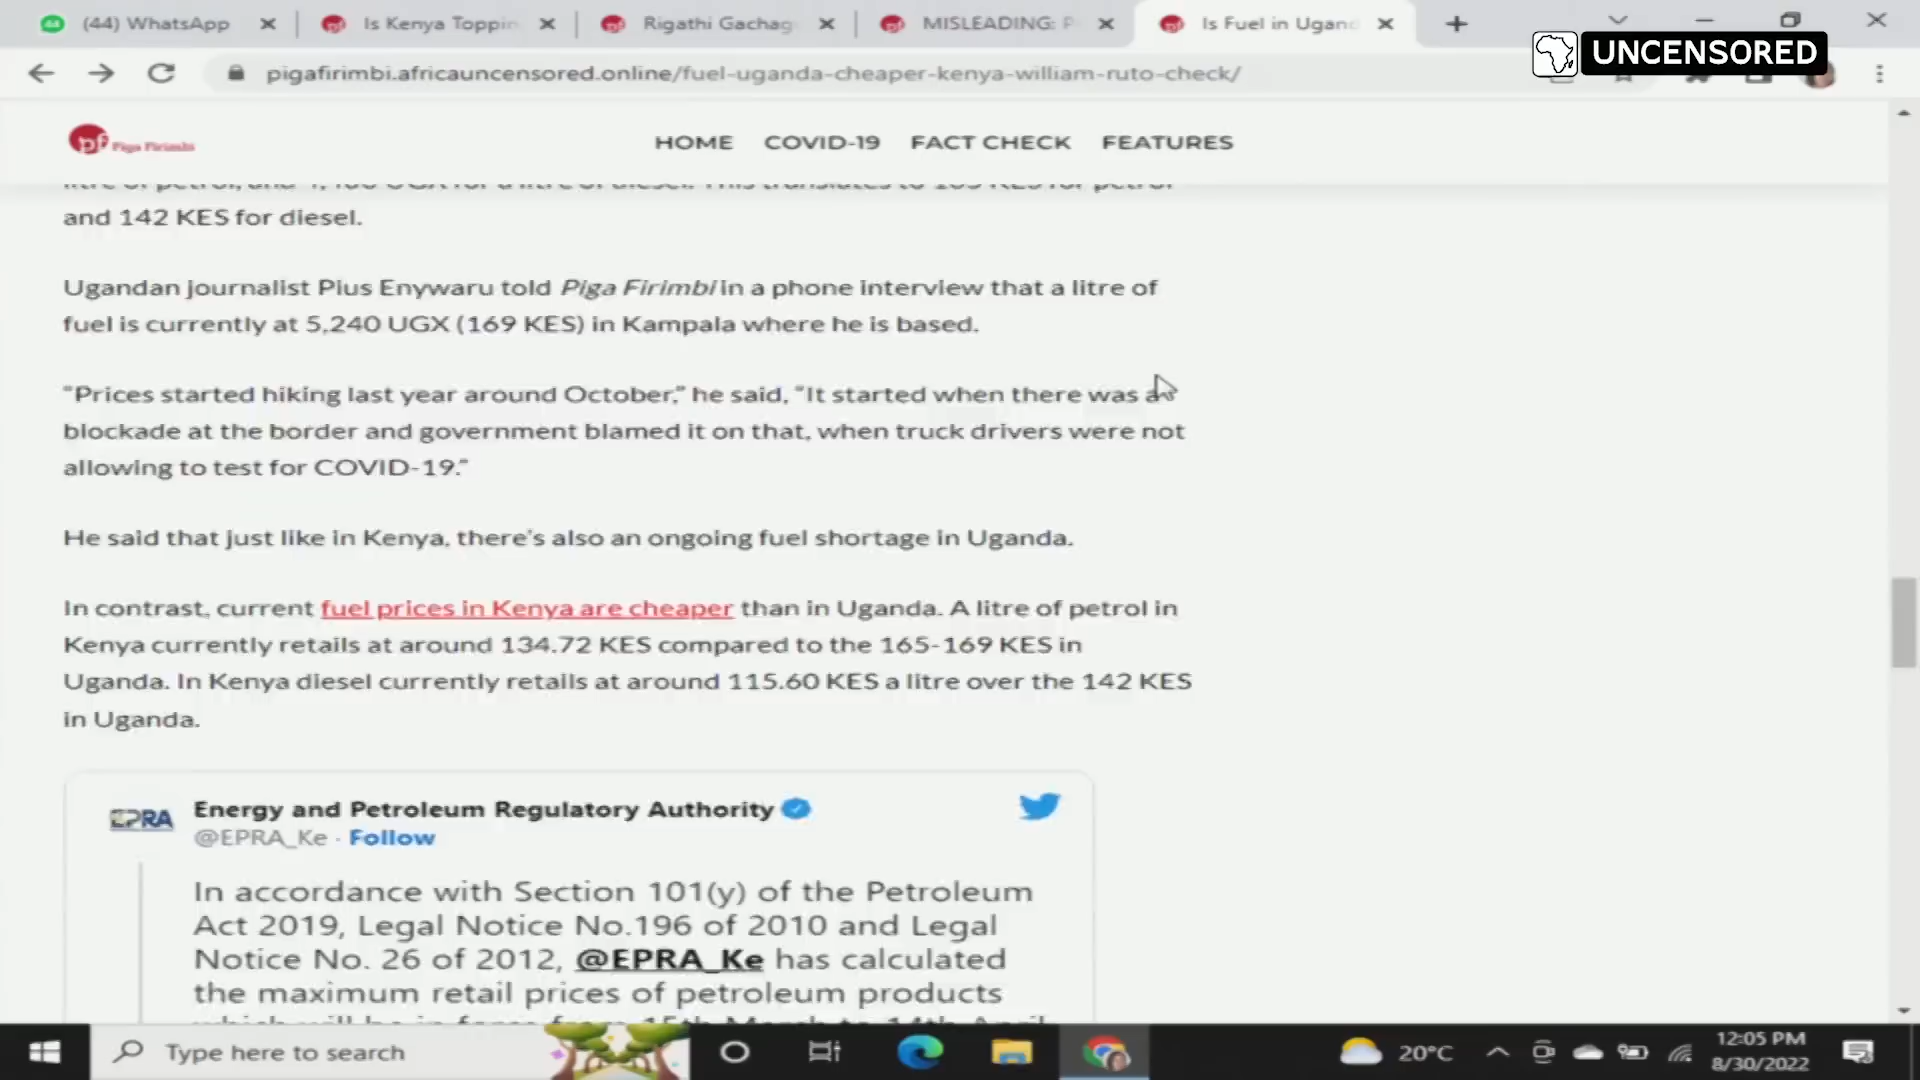 (44) WhatsApp
Is Kenya Toppin
Rigathi Gachag
MISLEADING: P
Is Fuel in Ugan
UNCENSORED
pigafirimbi.africauncensored.online/fuel-uganda-cheaper-kenya-william-ruto-check/
pf Piga Firimbi
HOME COVID-19 FACT CHECK FEATURES
and 142 KES for diesel.
Ugandan journalist Pius Enywaru told Piga Firimbi in a phone interview that a litre of
fuel is currently at 5,240 UGX (169 KES) in Kampala where he is based.
“Prices started hiking last year around October,” he said, “It started when there was a
blockade at the border and government blamed it on that, when truck drivers were not
allowing to test for COVID-19.”
He said that just like in Kenya, there’s also an ongoing fuel shortage in Uganda.
In contrast, current fuel prices in Kenya are cheaper than in Uganda. A litre of petrol in
Kenya currently retails at around 134.72 KES compared to the 165-169 KES in
Uganda. In Kenya diesel currently retails at around 115.60 KES a litre over the 142 KES
in Uganda.
EPRA
Energy and Petroleum Regulatory Authority
@EPRA_Ke · Follow
In accordance with Section 101(y) of the Petroleum
Act 2019, Legal Notice No.196 of 2010 and Legal
Notice No. 26 of 2012, @EPRA_Ke has calculated
the maximum retail prices of petroleum products
Type here to search
20°C
12:05 PM
8/30/2022